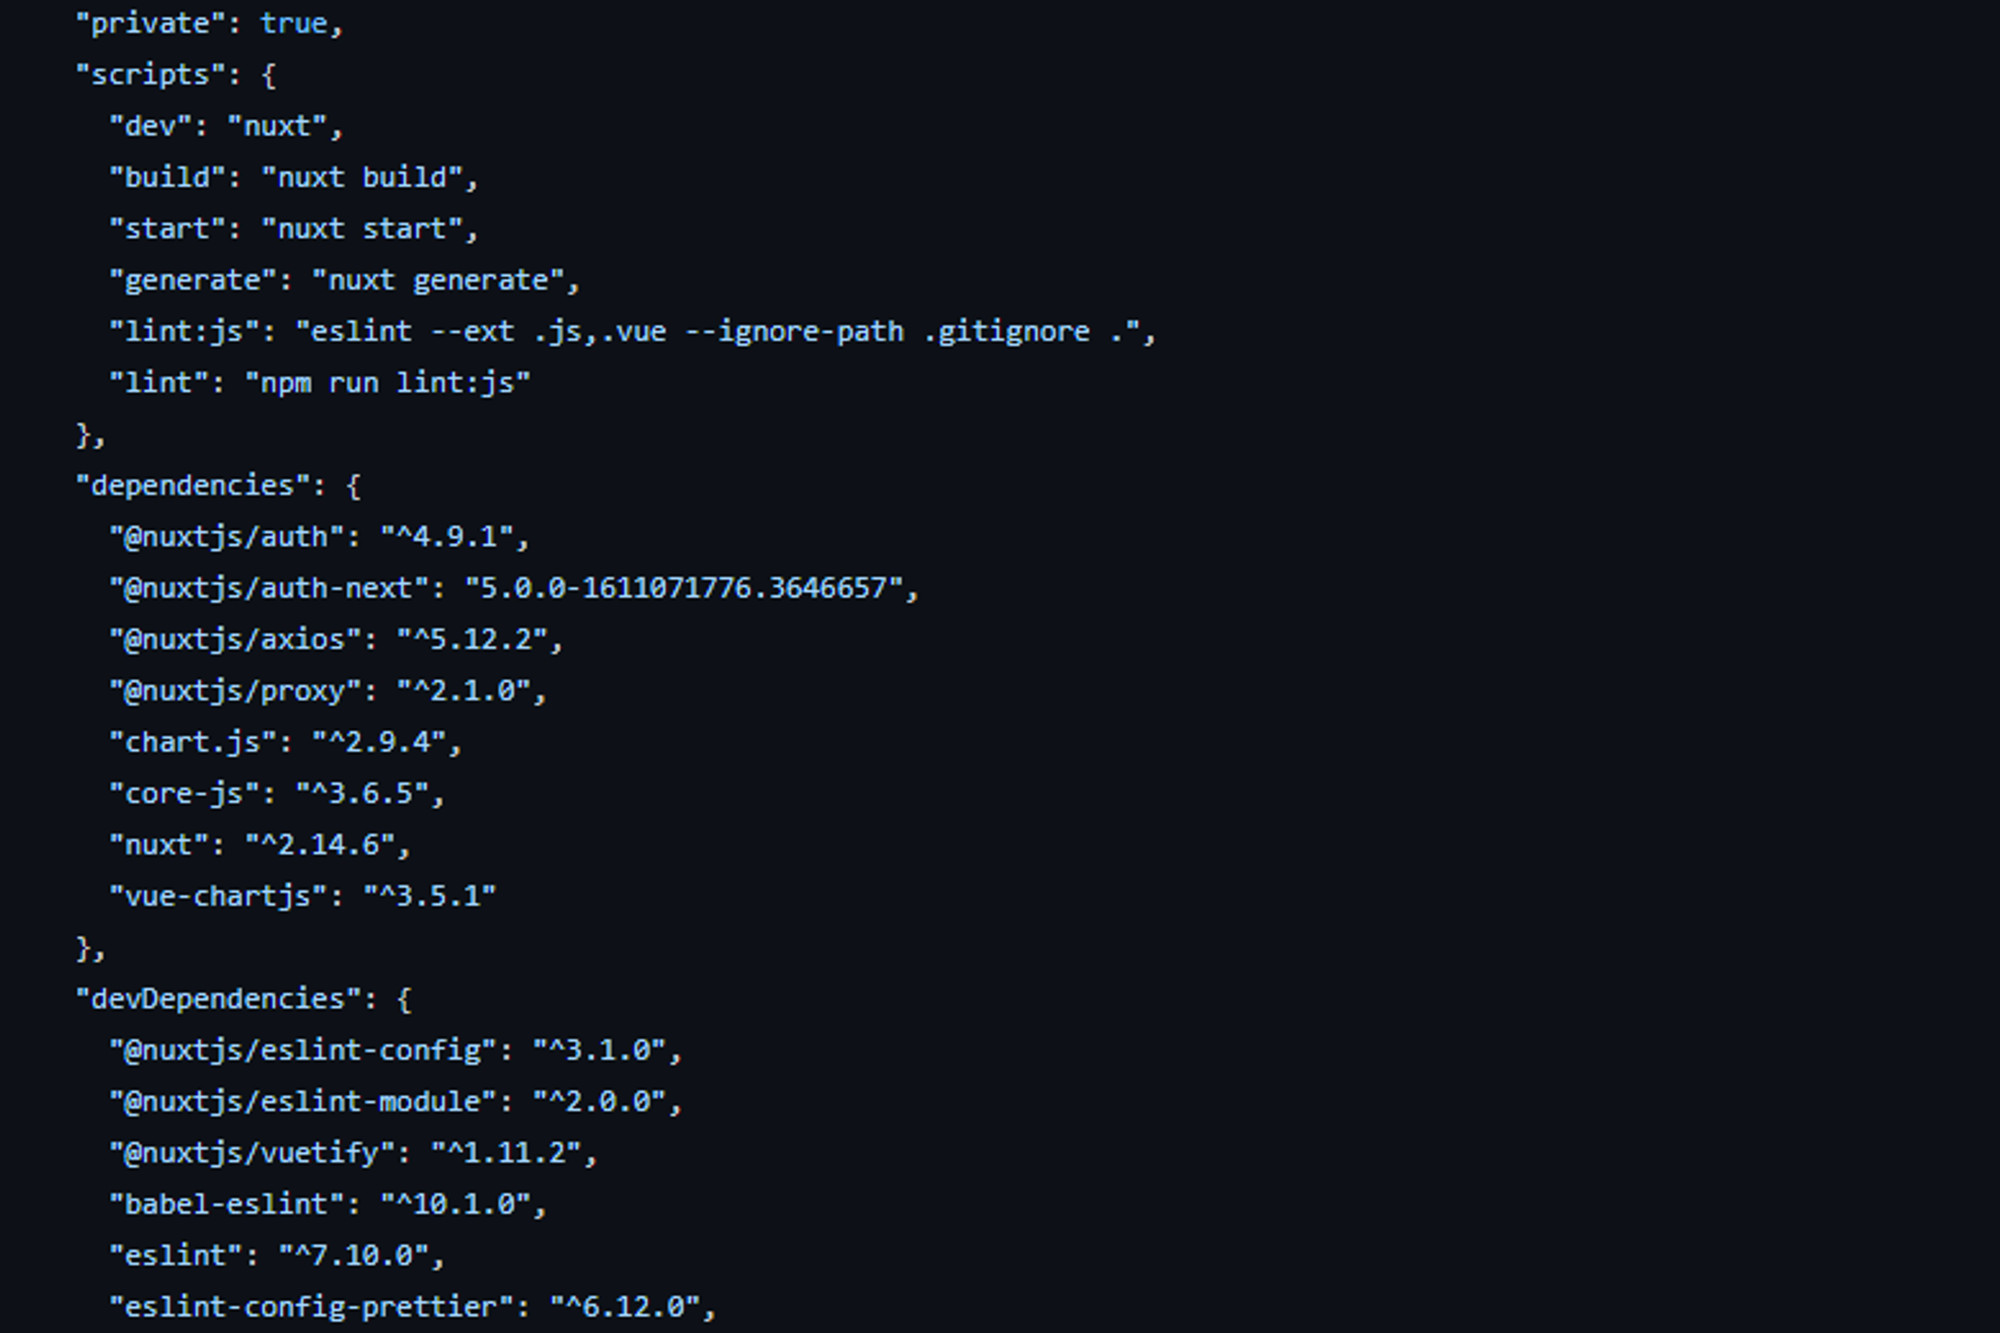 "private": true,
"scripts": {
"dev": "nuxt",
"build": "nuxt build",
"start": "nuxt start",
"generate": "nuxt generate",
"lint:js": "eslint --ext .js,.vue --ignore-path .gitignore .",
"lint": "npm run lint:js"
},
"dependencies": {
"@nuxtjs/auth": "^4.9.1",
"@nuxtjs/auth-next": "5.0.0-1611071776.3646657",
"@nuxtjs/axios": "^5.12.2",
"@nuxtjs/proxy": "^2.1.0",
"chart.js": "^2.9.4",
"core-js": "^3.6.5",
"nuxt": "^2.14.6",
"vue-chartjs": "^3.5.1"
},
"devDependencies": {
"@nuxtjs/eslint-config": "^3.1.0",
"@nuxtjs/eslint-module": "^2.0.0",
"@nuxtjs/vuetify": "^1.11.2",
"babel-eslint": "^10.1.0",
"eslint": "^7.10.0",
"eslint-config-prettier": "^6.12.0",